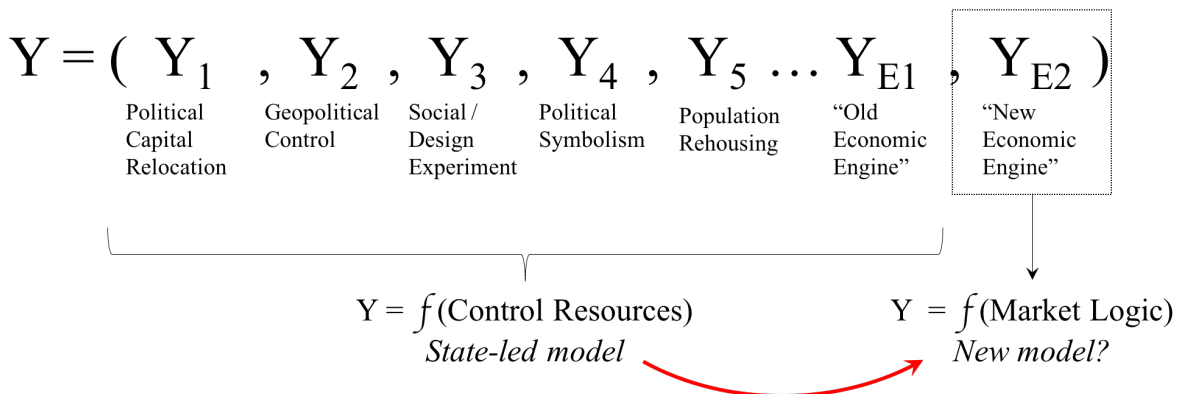 Y = ( Y1 , Y2 , Y3 , Y4 , Y5 … YE1 , YE2 )
Political Capital Relocation
Geopolitical Control
Social / Design Experiment
Political Symbolism
Population Rehousing
“Old Economic Engine”
“New Economic Engine”
Y = f (Control Resources)
State-led model
Y = f (Market Logic)
New model?